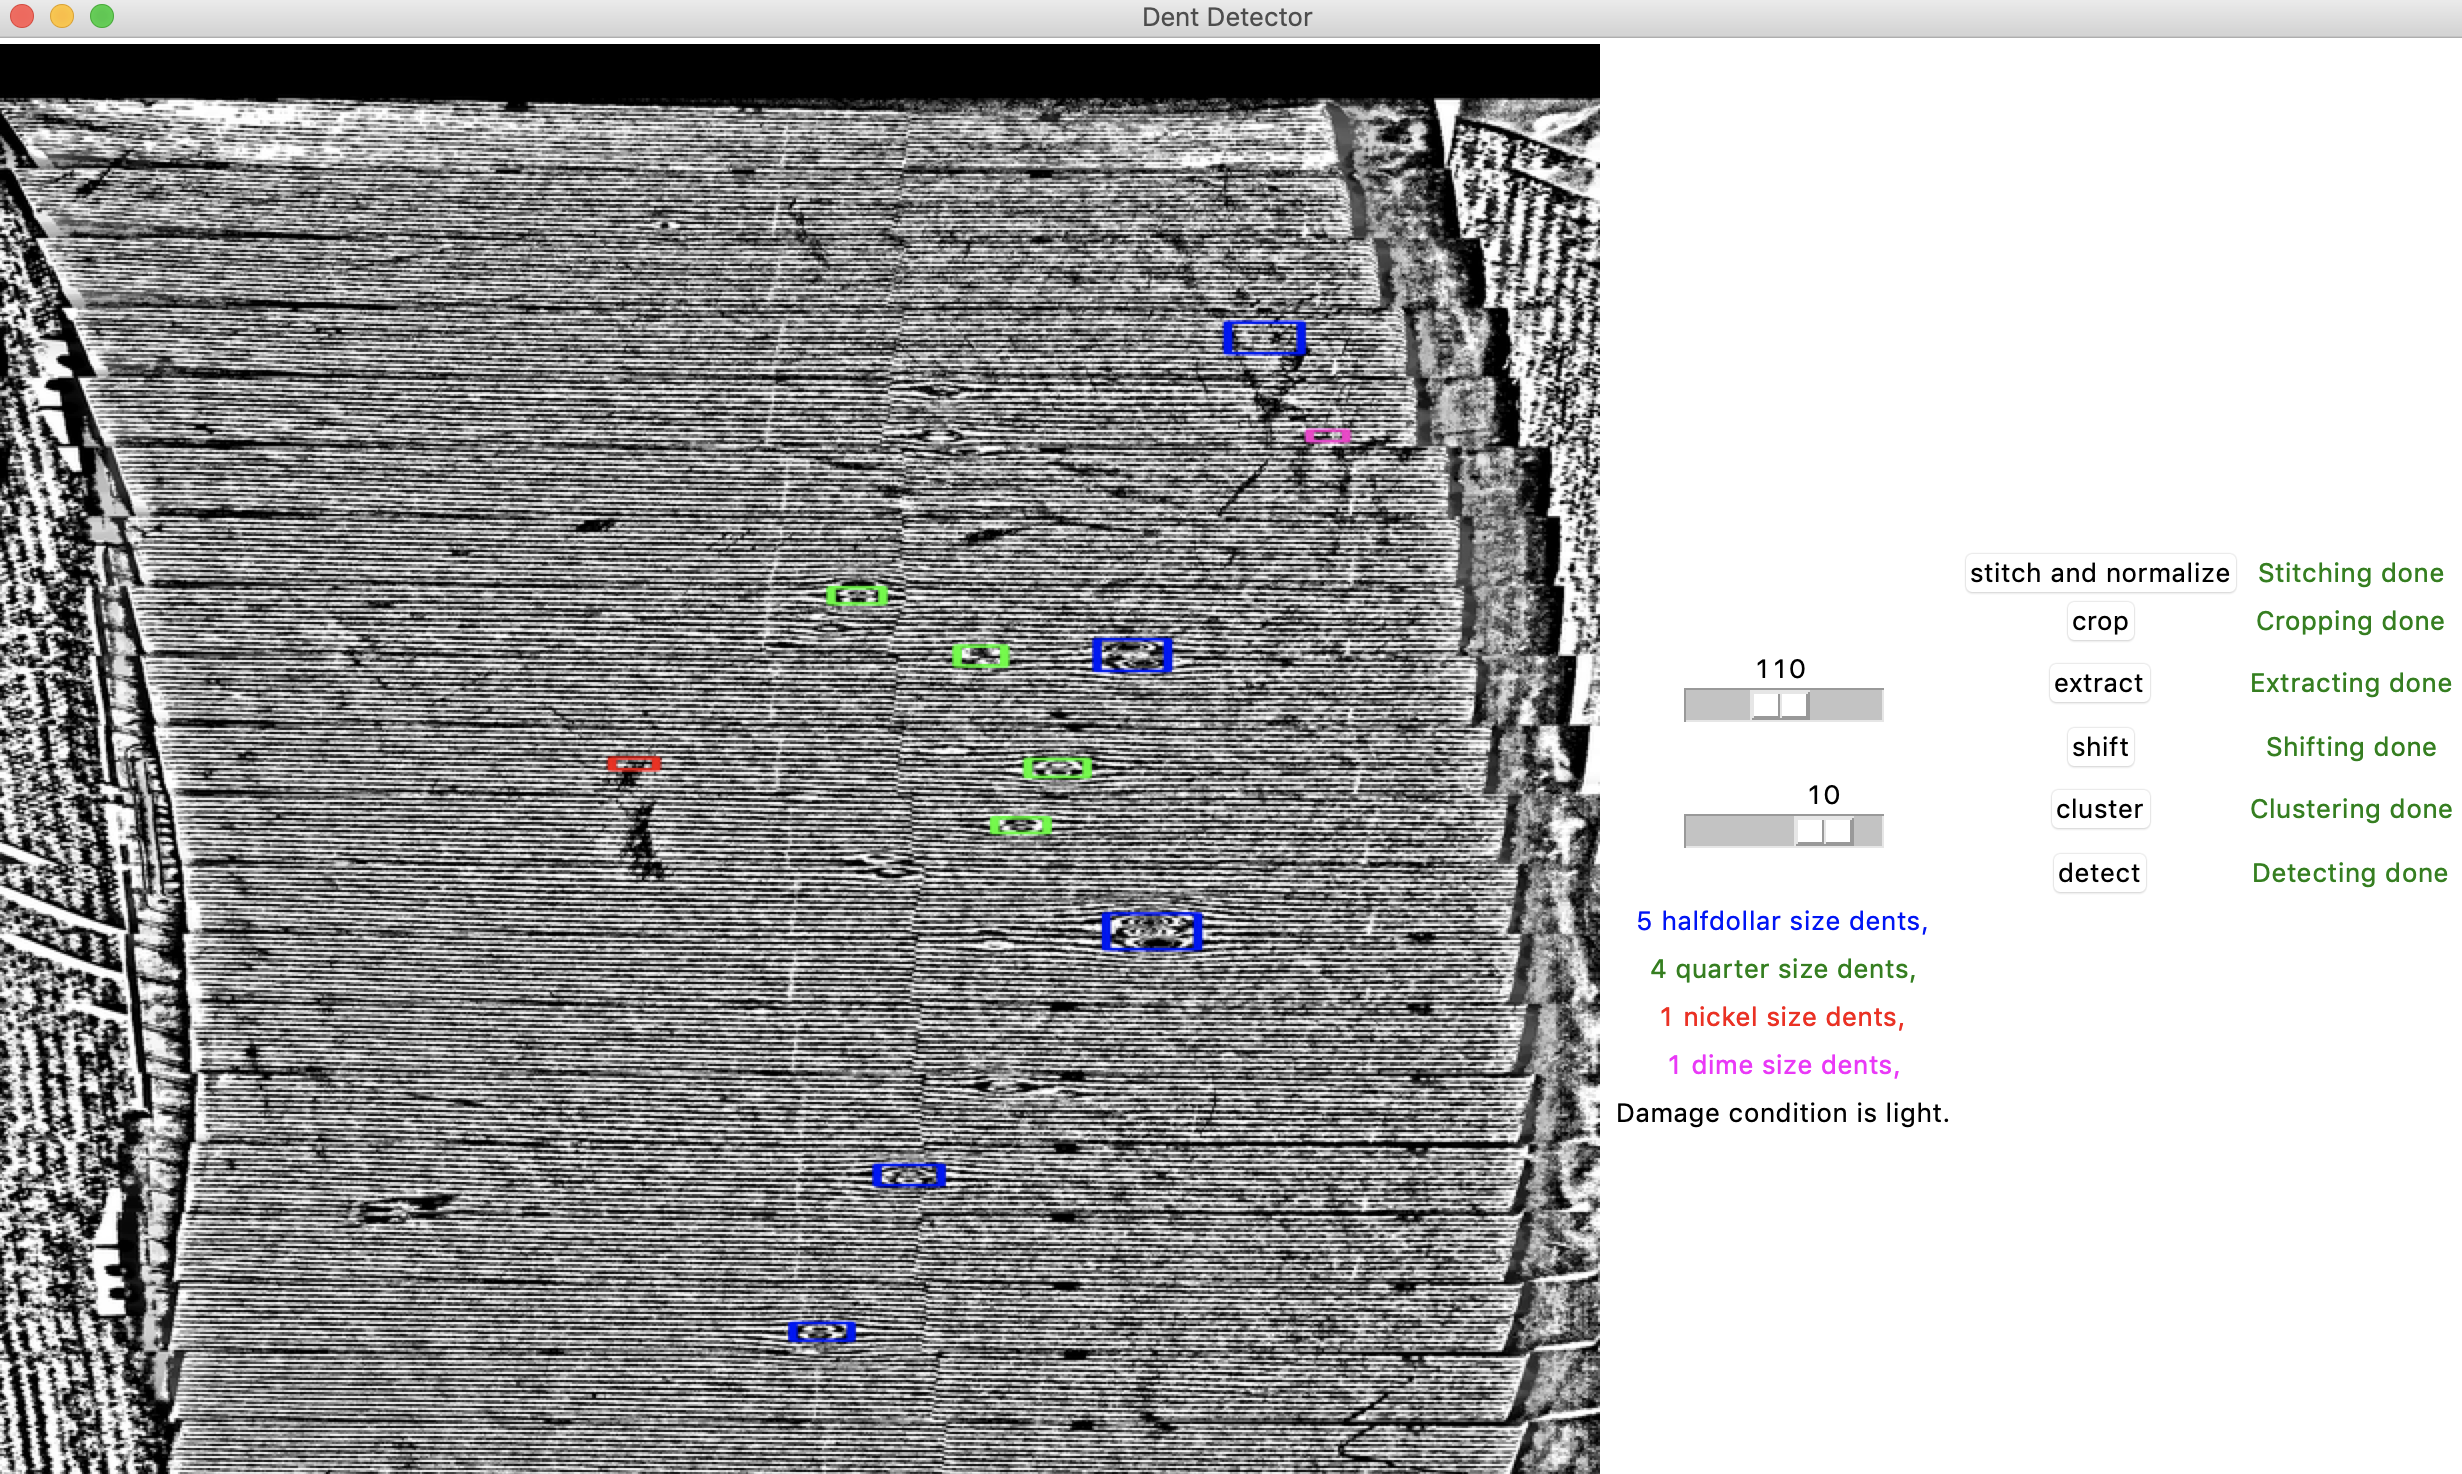 Dent Detector
stitch and normalize Stitching done
crop Cropping done
110
extract Extracting done
shift Shifting done
10
cluster Clustering done
detect Detecting done
5 halfdollar size dents,
4 quarter size dents,
1 nickel size dents,
1 dime size dents,
Damage condition is light.